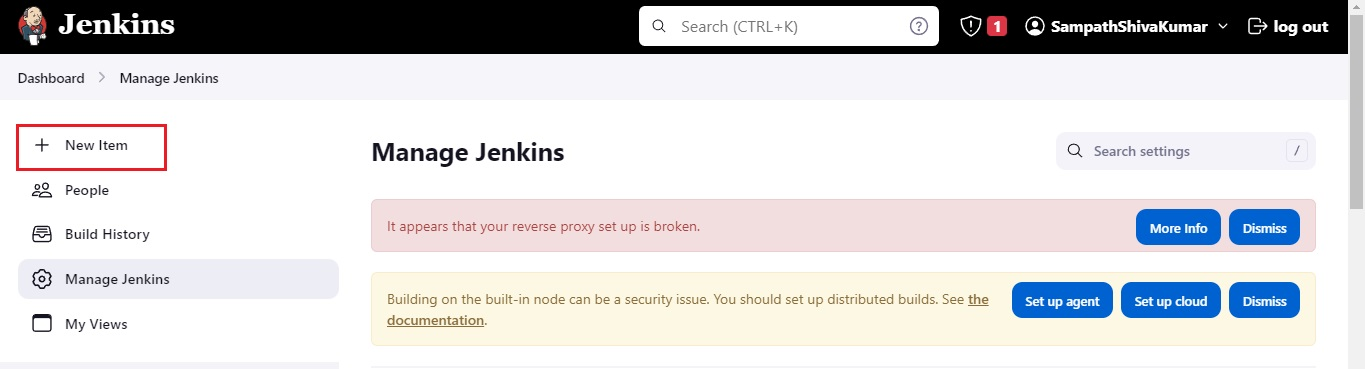 Jenkins
Search (CTRL+K)
?
1
SampathShivaKumar
log out
Dashboard
Manage Jenkins
New Item
People
Build History
Manage Jenkins
My Views
Manage Jenkins
Search settings
/
It appears that your reverse proxy set up is broken.
More Info
Dismiss
Building on the built-in node can be a security issue. You should set up distributed builds. See the
documentation.
Set up agent
Set up cloud
Dismiss